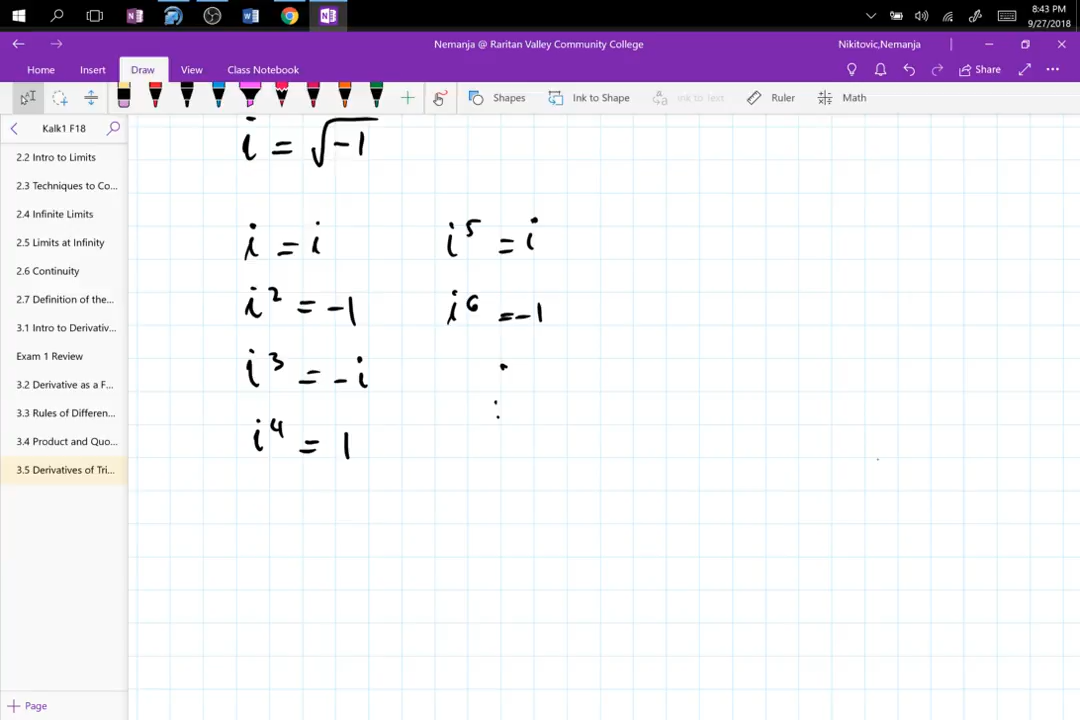 8:43 PM
9/27/2018
Nemanja @ Raritan Valley Community College
Nikitovic,Nemanja
Home Insert Draw View Class Notebook
Share
Shapes Ink to Shape Ink to Text Ruler Math
Kalk1 F18
2.2 Intro to Limits
2.3 Techniques to Co...
2.4 Infinite Limits
2.5 Limits at Infinity
2.6 Continuity
2.7 Definition of the...
3.1 Intro to Derivativ...
Exam 1 Review
3.2 Derivative as a F...
3.3 Rules of Differen...
3.4 Product and Quo...
3.5 Derivatives of Tri...
+ Page
i = √-1
i = i
i² = -1
i³ = -i
i⁴ = 1
i⁵ = i
i⁶ = -1
⋮